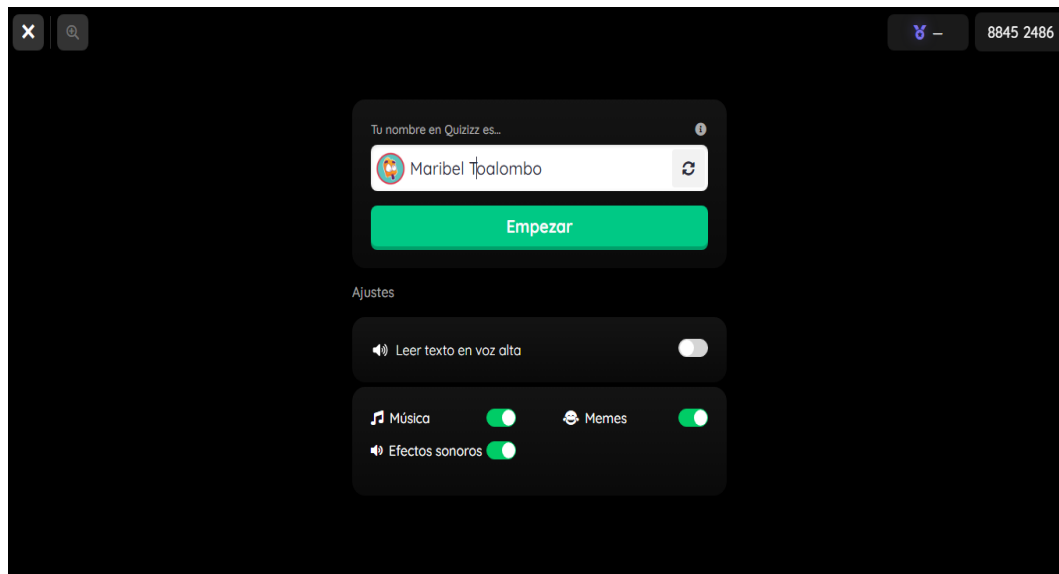 – 8845 2486
Tu nombre en Quizizz es...
Maribel Toalombo
Empezar
Ajustes
Leer texto en voz alta
Música Memes
Efectos sonoros